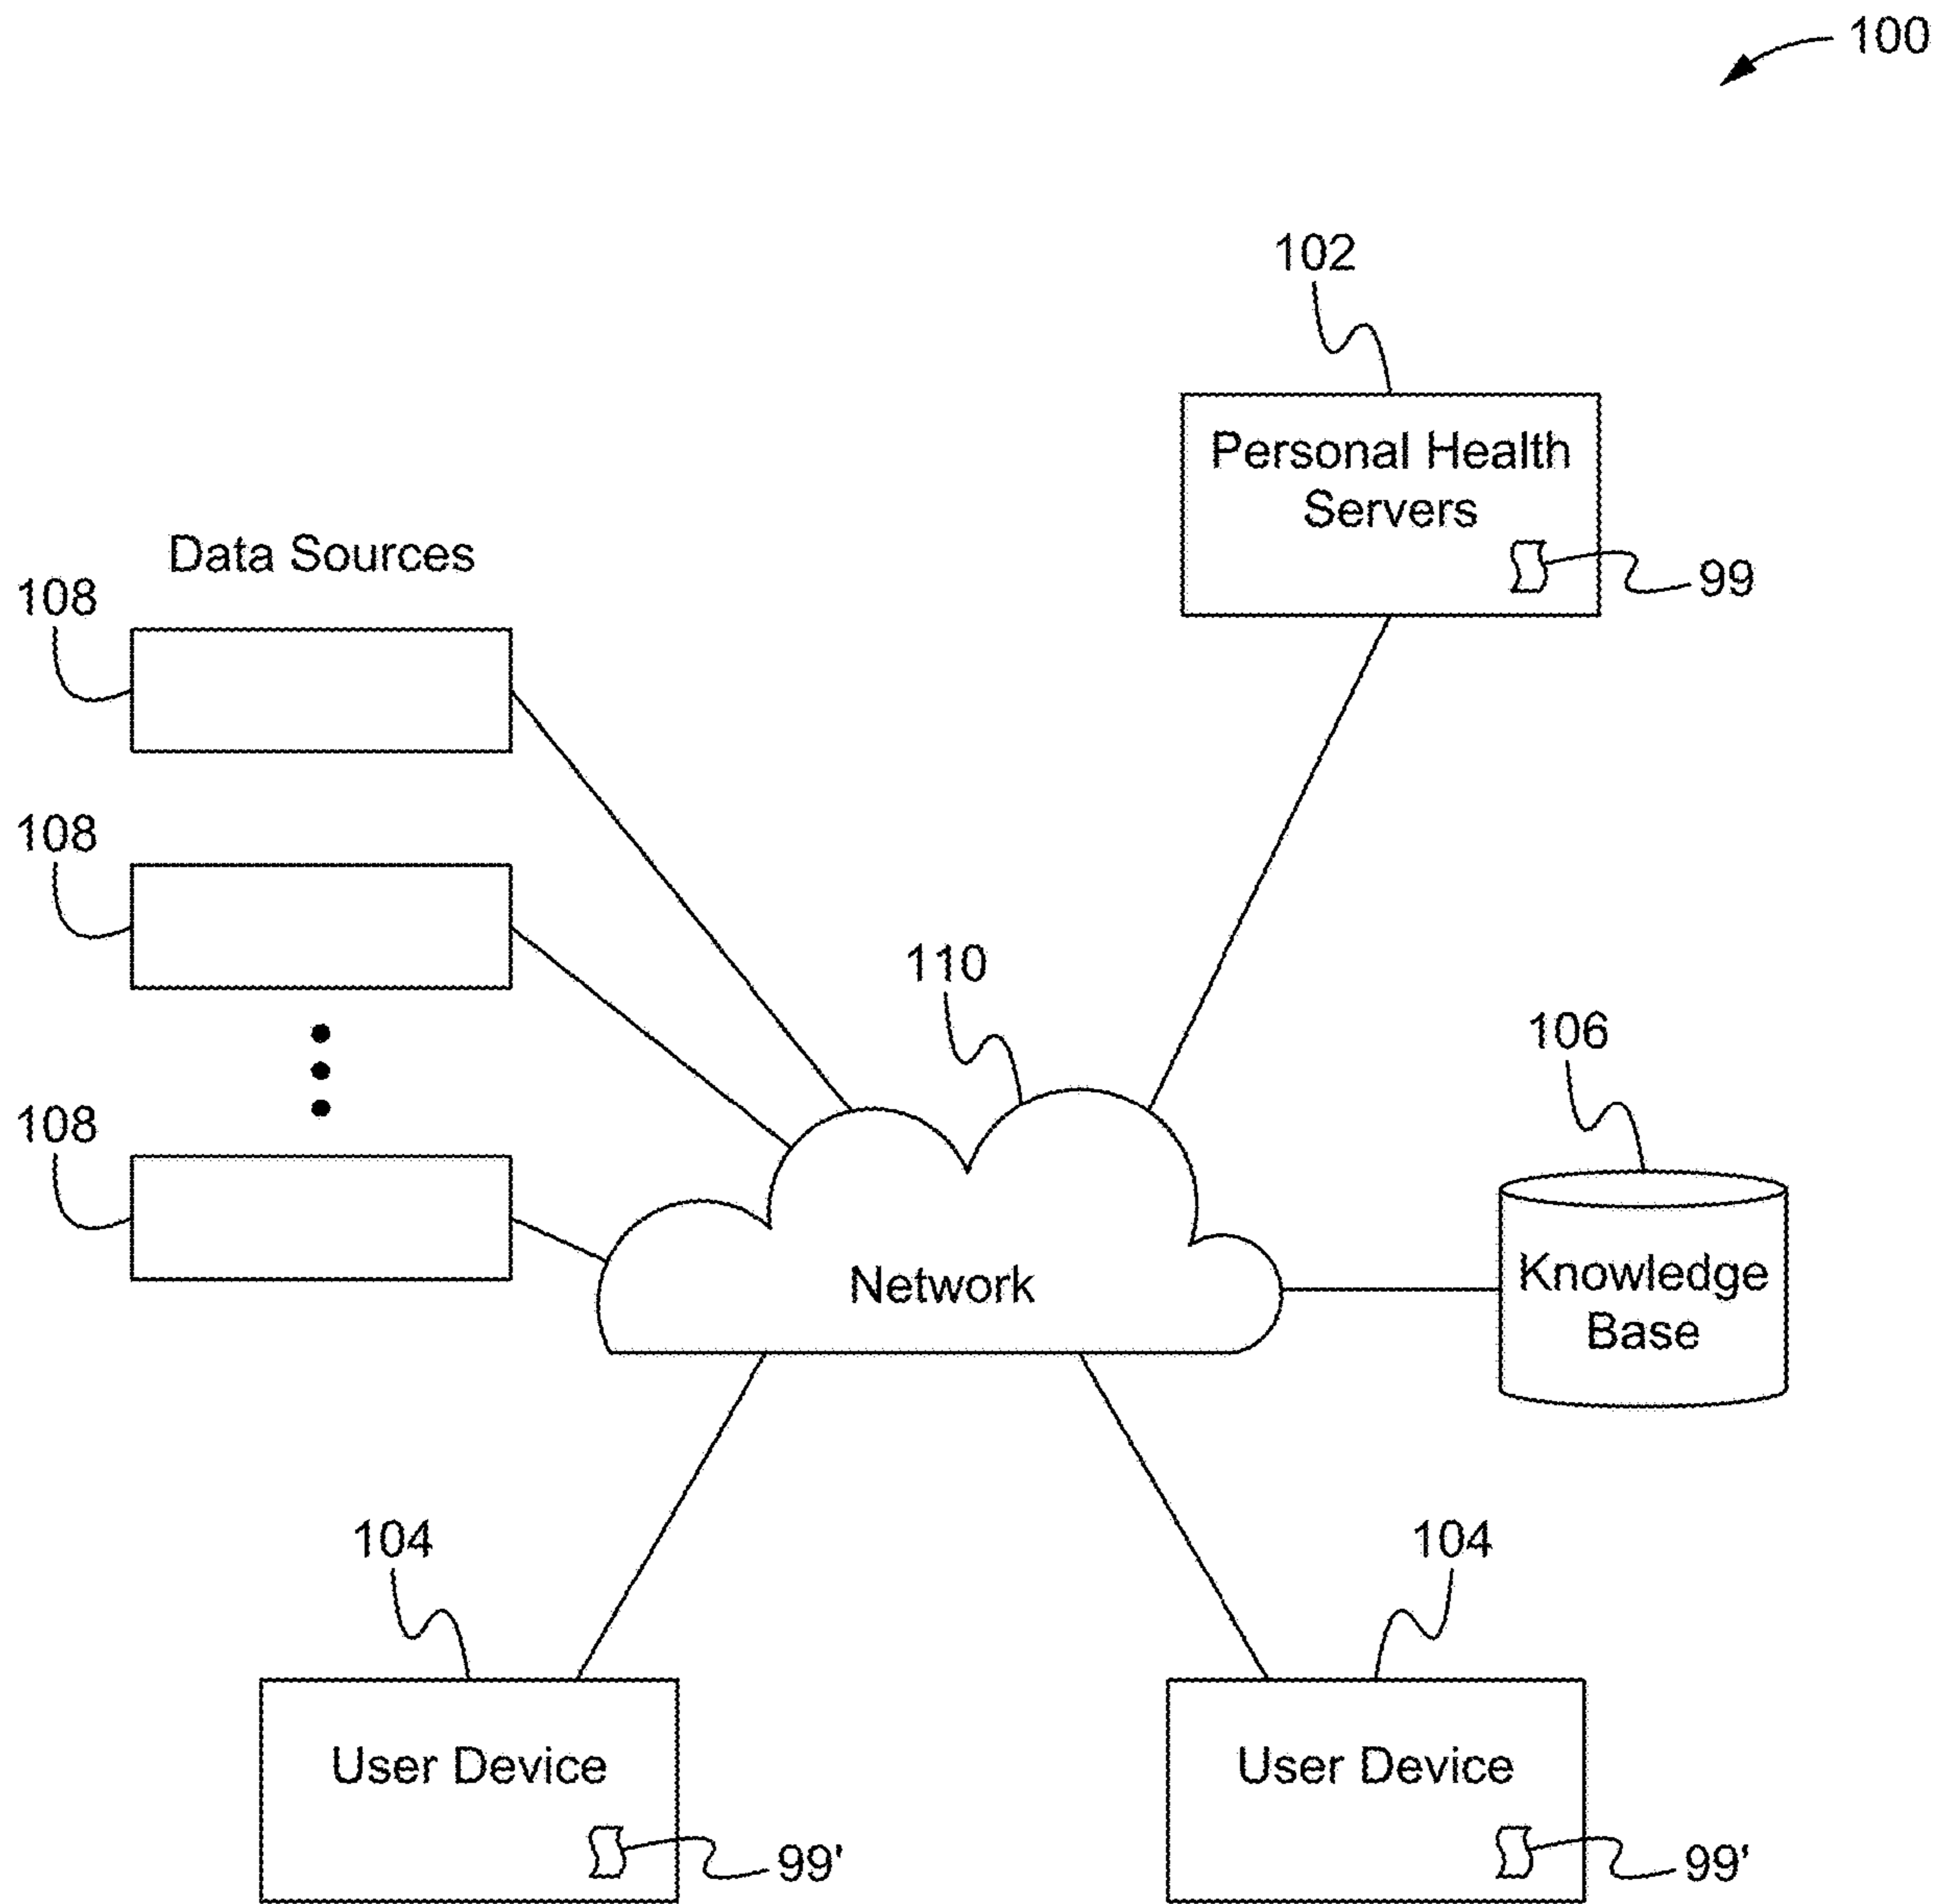 100
102
Personal Health
Servers
99
Data Sources
108
108
110
106
108
Network
Knowledge
Base
104
104
User Device
99'
User Device
99'